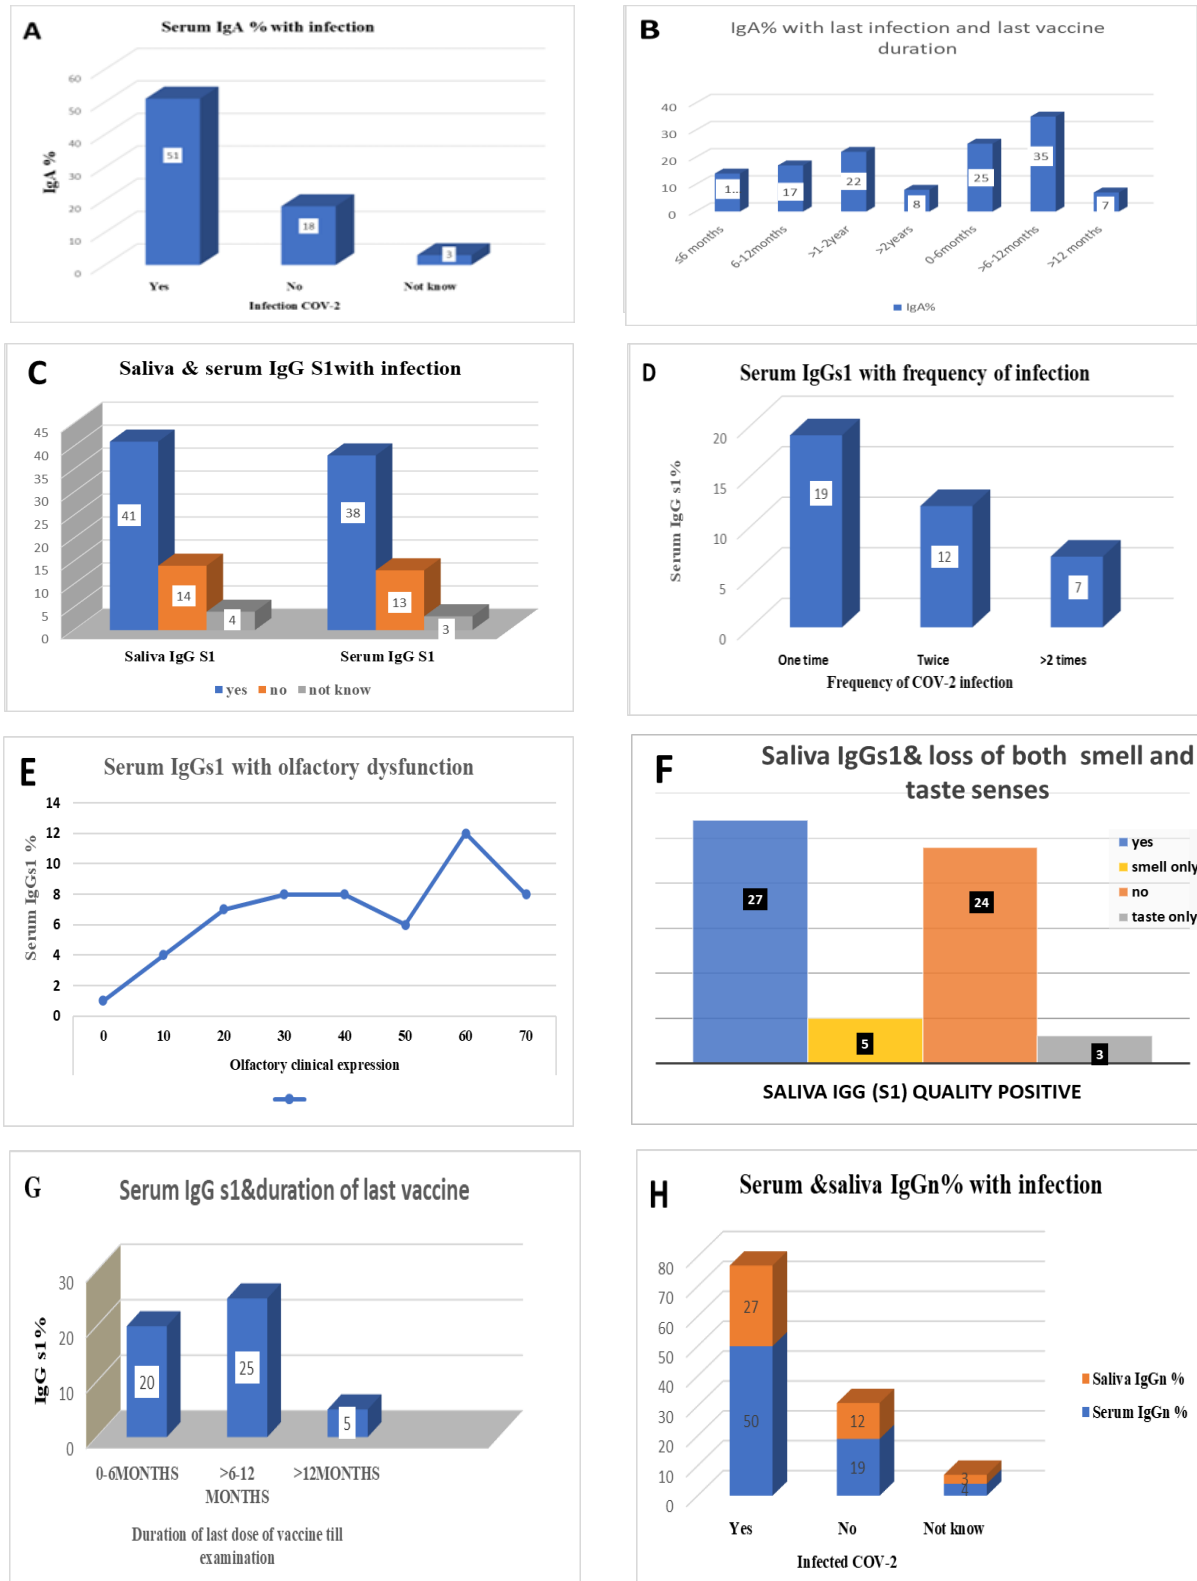 A
Serum IgA % with infection
60
50
40
30
20
10
0
IgA %
51
18
3
Yes
No
Not know
Infection COV-2
B
IgA% with last infection and last vaccine
duration
40
30
20
10
0
1..
17
22
8
25
35
7
≤6 months
6-12months
>1-2year
>2years
0-6months
>6-12months
>12 months
IgA%
C
Saliva & serum IgG S1with infection
45
40
35
30
25
20
15
10
5
0
41
14
4
38
13
3
Saliva IgG S1
Serum IgG S1
yes
no
not know
D
Serum IgGs1 with frequency of infection
20
15
10
5
0
Serum IgG s1%
19
12
7
One time
Twice
>2 times
Frequency of COV-2 infection
E
Serum IgGs1 with olfactory dysfunction
14
12
10
8
6
4
2
0
Serum IgGs1 %
0
10
20
30
40
50
60
70
Olfactory clinical expression
F
Saliva IgGs1& loss of both smell and
taste senses
yes
smell only
no
taste only
27
5
24
3
SALIVA IGG (S1) QUALITY POSITIVE
G
Serum IgG s1&duration of last vaccine
30
20
10
0
IgG s1%
20
25
5
0-6MONTHS
>6-12
MONTHS
>12MONTHS
Duration of last dose of vaccine till
examination
H
Serum &saliva IgGn% with infection
80
70
60
50
40
30
20
10
0
27
50
12
19
3
4
Yes
No
Not know
Infected COV-2
Saliva IgGn %
Serum IgGn %